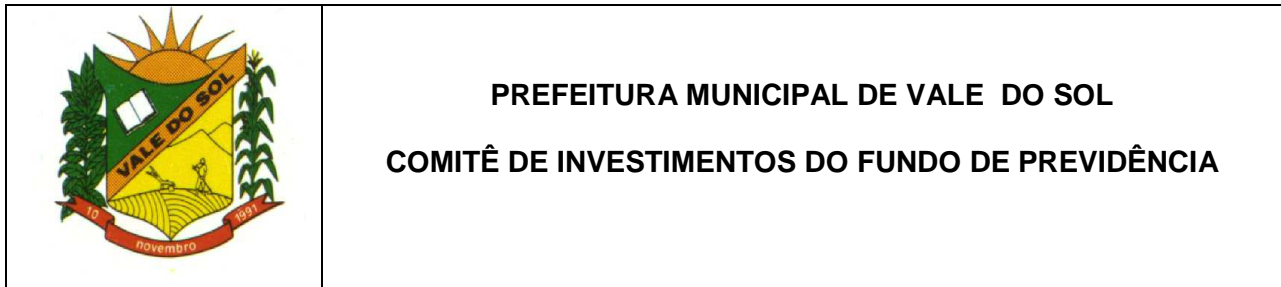 VALE DO SOL
10
novembro
1991
PREFEITURA MUNICIPAL DE VALE  DO SOL
COMITÊ DE INVESTIMENTOS DO FUNDO DE PREVIDÊNCIA